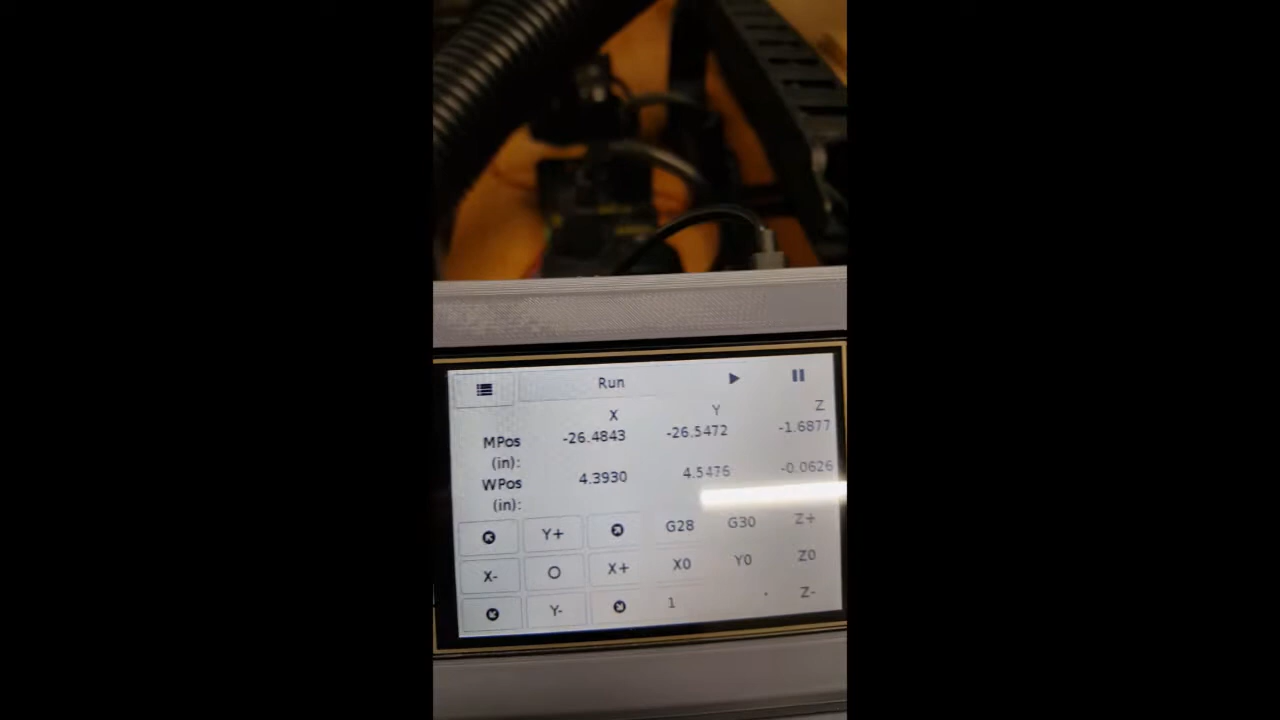 Run
X Y Z
MPos (in): -26.4843 -26.5472 -1.6877
WPos (in): 4.3930 4.5476 -0.0626
Y+ G28 G30 Z+
X- O X+ X0 Y0 Z0
Y- 1 Z-